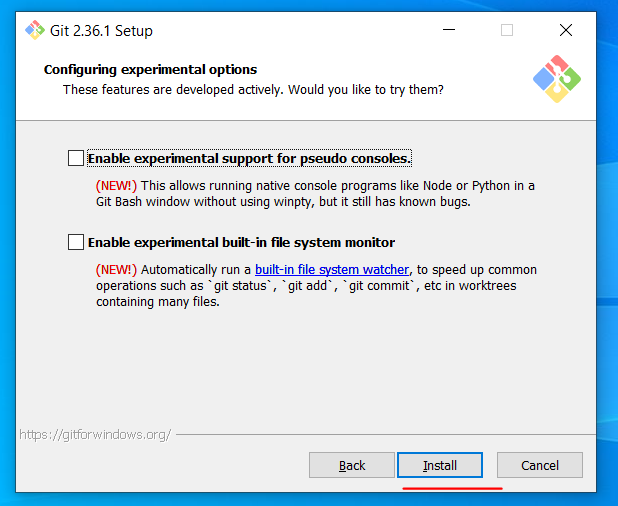 Git 2.36.1 Setup
Configuring experimental options
These features are developed actively. Would you like to try them?
Enable experimental support for pseudo consoles.
(NEW!) This allows running native console programs like Node or Python in a
Git Bash window without using winpty, but it still has known bugs.
Enable experimental built-in file system monitor
(NEW!) Automatically run a built-in file system watcher, to speed up common
operations such as `git status`, `git add`, `git commit`, etc in worktrees
containing many files.
https://gitforwindows.org/
Back
Install
Cancel